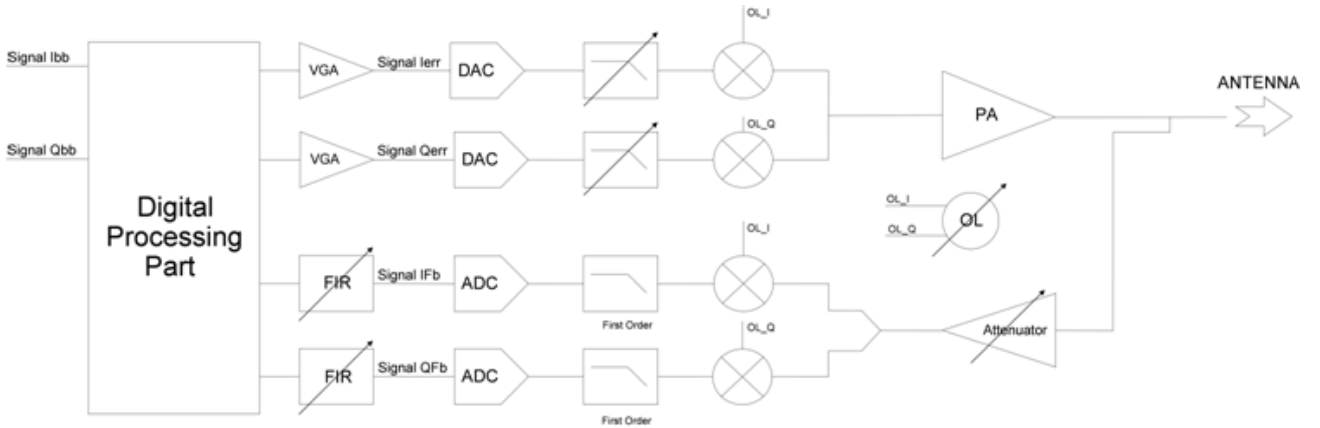 OL_I
Signal Ibb
VGA
Signal Ierr
DAC
ANTENNA
PA
OL_Q
Signal Qbb
VGA
Signal Qerr
DAC
Digital
Processing
Part
OL_I
OL_Q
OL
OL_I
FIR
Signal IFb
ADC
First Order
Attenuator
OL_Q
FIR
Signal QFb
ADC
First Order